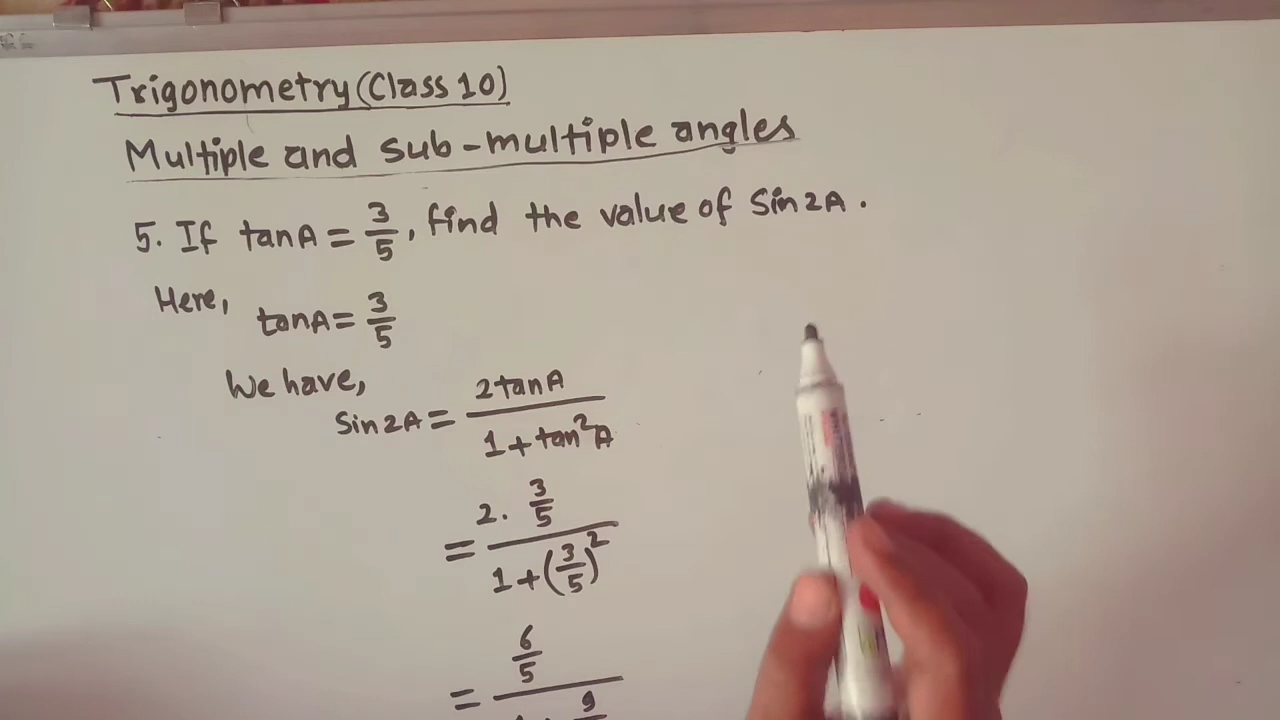 Trigonometry (Class 10)
Multiple and sub-multiple angles
5. If tanA = 3/5, find the value of Sin2A.
Here,
tanA = 3/5
We have,
Sin2A = 2tanA / 1+tan²A
= 2. 3/5 / 1+(3/5)²
= 6/5
9